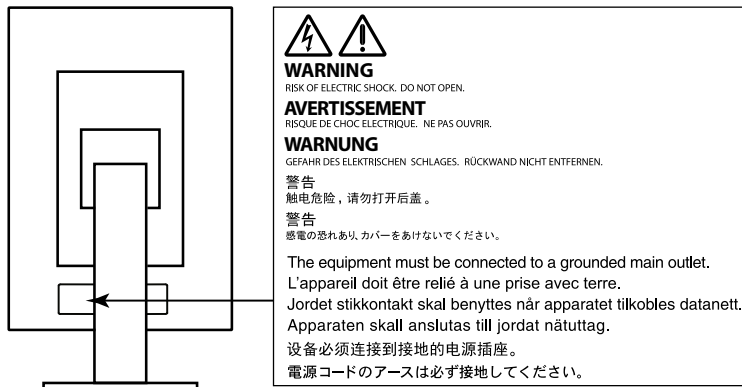 WARNING
RISK OF ELECTRIC SHOCK. DO NOT OPEN.
AVERTISSEMENT
RISQUE DE CHOC ELECTRIQUE. NE PAS OUVRIR.
WARNUNG
GEFAHR DES ELEKTRISCHEN SCHLAGES. RÜCKWAND NICHT ENTFERNEN.
警告
触电危险，请勿打开后盖。
警告
感電の恐れあり、カバーをあけないでください。
The equipment must be connected to a grounded main outlet.
L'appareil doit être relié à une prise avec terre.
Jordet stikkontakt skal benyttes når apparatet tilkobles datanett.
Apparaten skall anslutas till jordat nätuttag.
设备必须连接到接地的电源插座。
電源コードのアースは必ず接地してください。